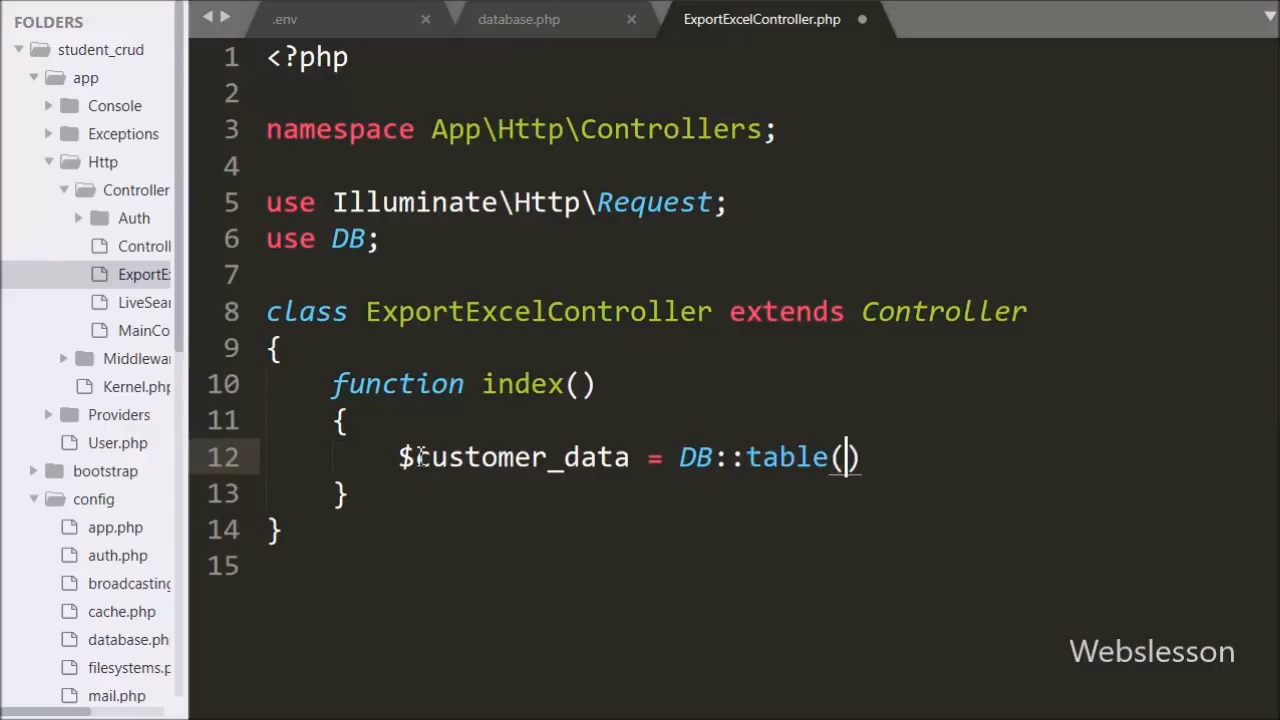 FOLDERS
student_crud
app
Console
Exceptions
Http
Controller
Auth
Controll
ExportE
LiveSear
MainCo
Middlewa
Kernel.php
Providers
User.php
bootstrap
config
app.php
auth.php
broadcasting
cache.php
database.ph
filesystems.p
mail.php
.env
database.php
ExportExcelController.php
1 <?php
2
3 namespace App\Http\Controllers;
4
5 use Illuminate\Http\Request;
6 use DB;
7
8 class ExportExcelController extends Controller
9 {
10 function index()
11 {
12 $customer_data = DB::table()
13 }
14 }
15
Webslesson